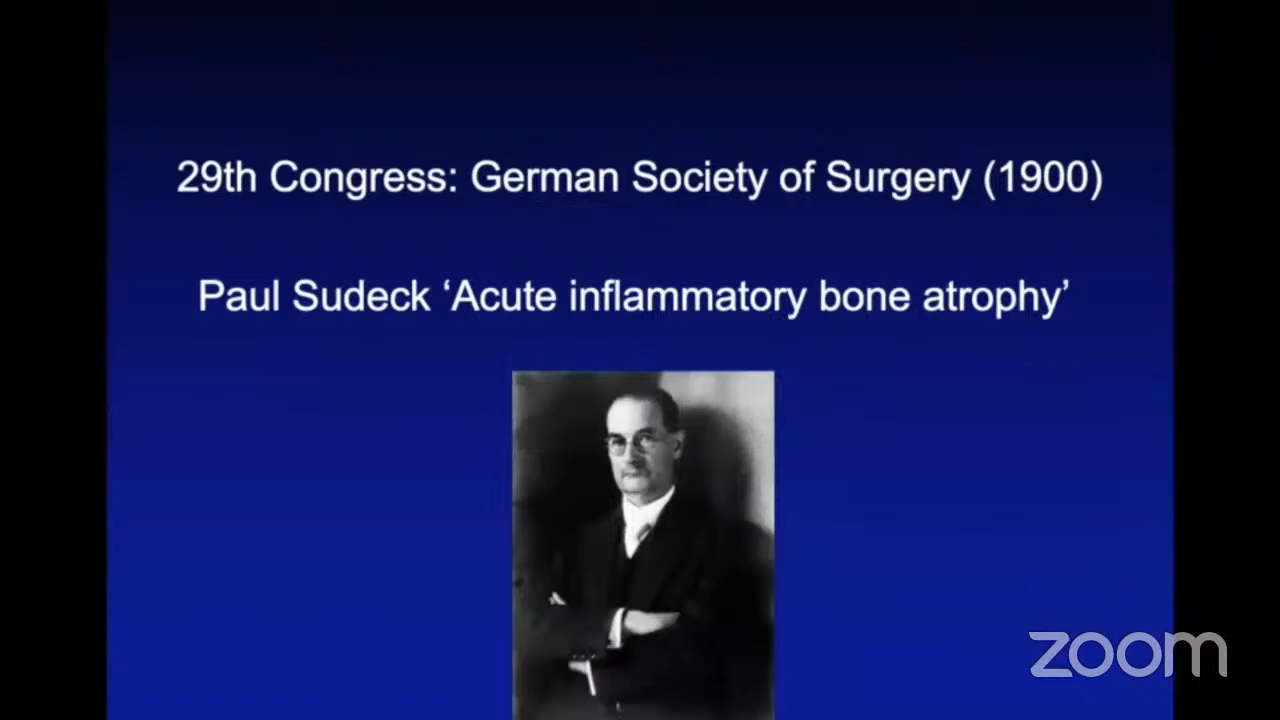 29th Congress: German Society of Surgery (1900)
Paul Sudeck ‘Acute inflammatory bone atrophy’
zoom